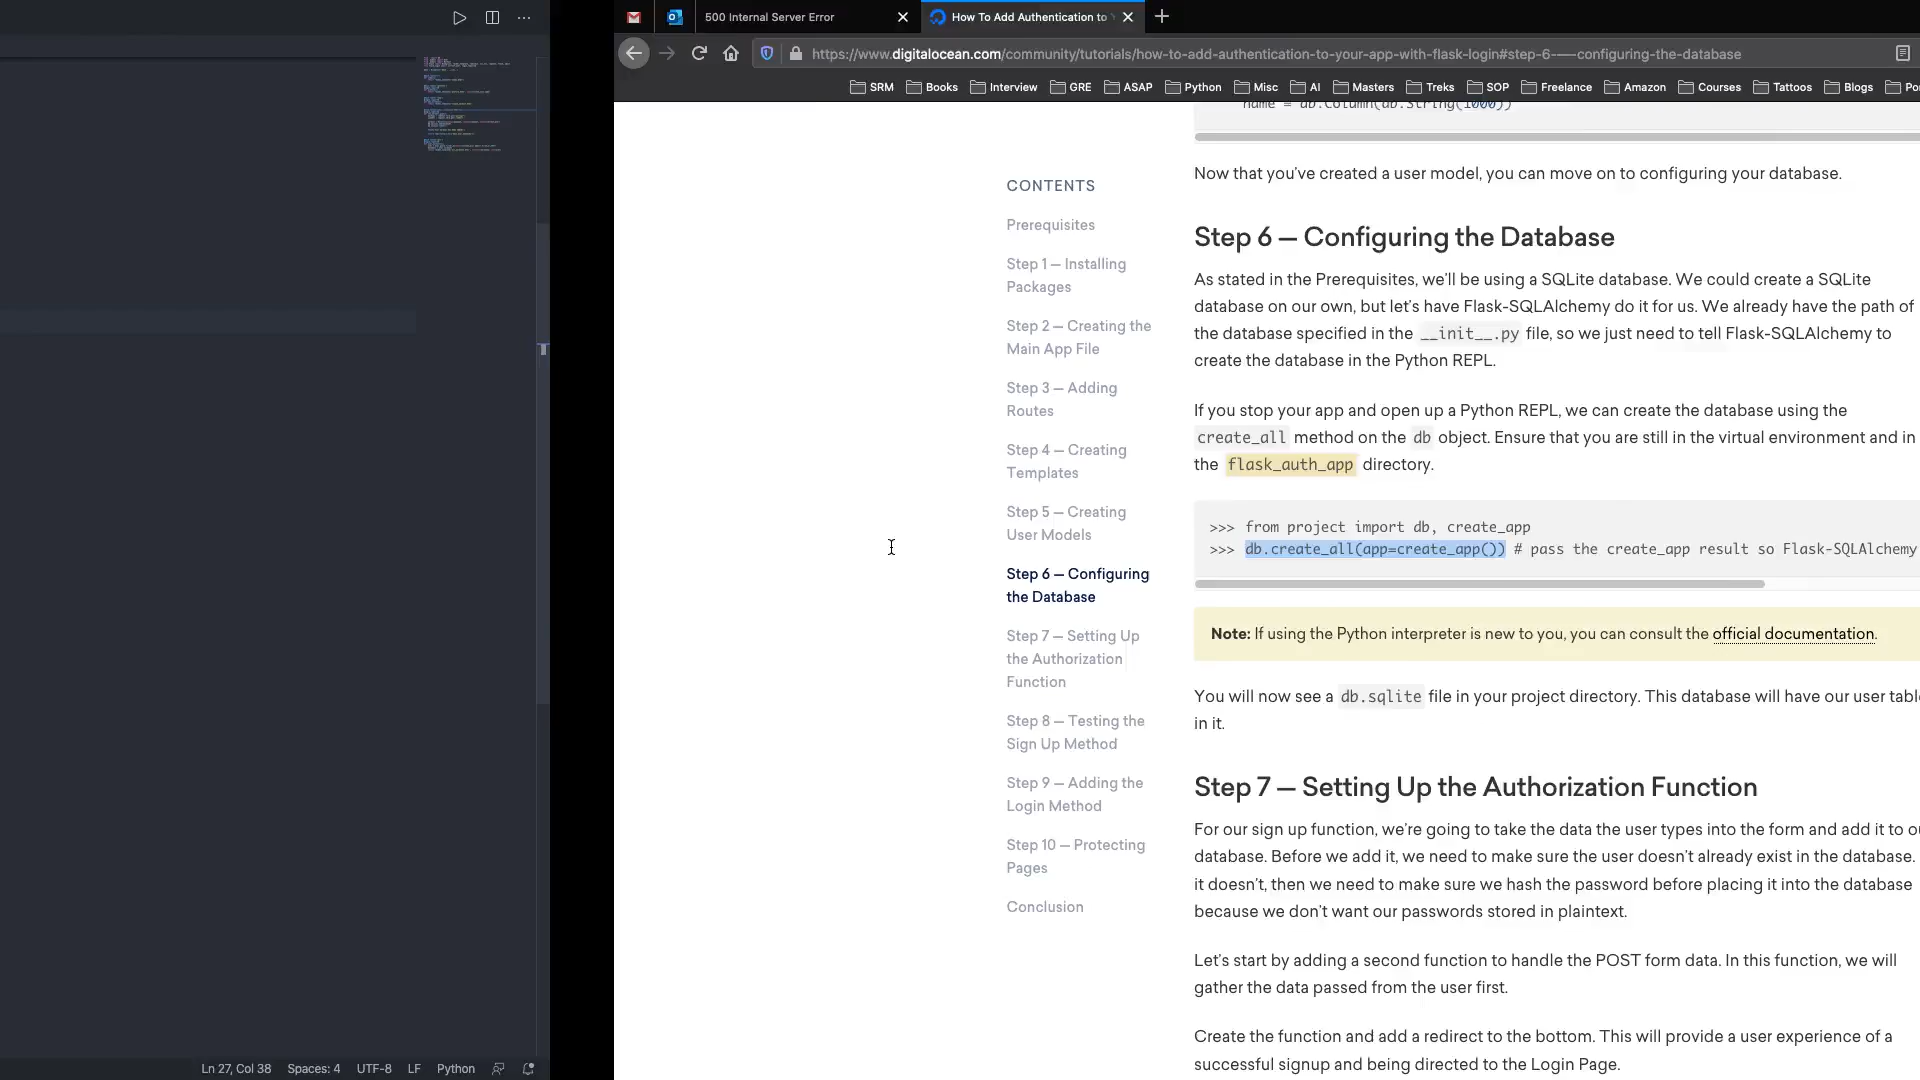 500 Internal Server Error
How To Add Authentication to
https://www.digitalocean.com/community/tutorials/how-to-add-authentication-to-your-app-with-flask-login#step-6-——configuring-the-database
SRM Books Interview GRE ASAP Python Misc AI Masters Treks SOP Freelance Amazon Courses Tattoos Blogs Po
name = db.Column(db.String(1000))
Now that you've created a user model, you can move on to configuring your database.
CONTENTS
Prerequisites
Step 1 — Installing
Packages
Step 2 — Creating the
Main App File
Step 3 — Adding
Routes
Step 4 — Creating
Templates
Step 5 — Creating
User Models
Step 6 — Configuring
the Database
Step 7 — Setting Up
the Authorization
Function
Step 8 — Testing the
Sign Up Method
Step 9 — Adding the
Login Method
Step 10 — Protecting
Pages
Conclusion
Step 6 — Configuring the Database
As stated in the Prerequisites, we'll be using a SQLite database. We could create a SQLite
database on our own, but let's have Flask-SQLAlchemy do it for us. We already have the path of
the database specified in the __init__.py file, so we just need to tell Flask-SQLAlchemy to
create the database in the Python REPL.
If you stop your app and open up a Python REPL, we can create the database using the
create_all method on the db object. Ensure that you are still in the virtual environment and in
the flask_auth_app directory.
>>> from project import db, create_app
>>> db.create_all(app=create_app()) # pass the create_app result so Flask-SQLAlchemy
Note: If using the Python interpreter is new to you, you can consult the official documentation.
You will now see a db.sqlite file in your project directory. This database will have our user tabl
in it.
Step 7 — Setting Up the Authorization Function
For our sign up function, we're going to take the data the user types into the form and add it to ou
database. Before we add it, we need to make sure the user doesn't already exist in the database.
it doesn't, then we need to make sure we hash the password before placing it into the database
because we don't want our passwords stored in plaintext.
Let's start by adding a second function to handle the POST form data. In this function, we will
gather the data passed from the user first.
Create the function and add a redirect to the bottom. This will provide a user experience of a
successful signup and being directed to the Login Page.
Ln 27, Col 38 Spaces: 4 UTF-8 LF Python